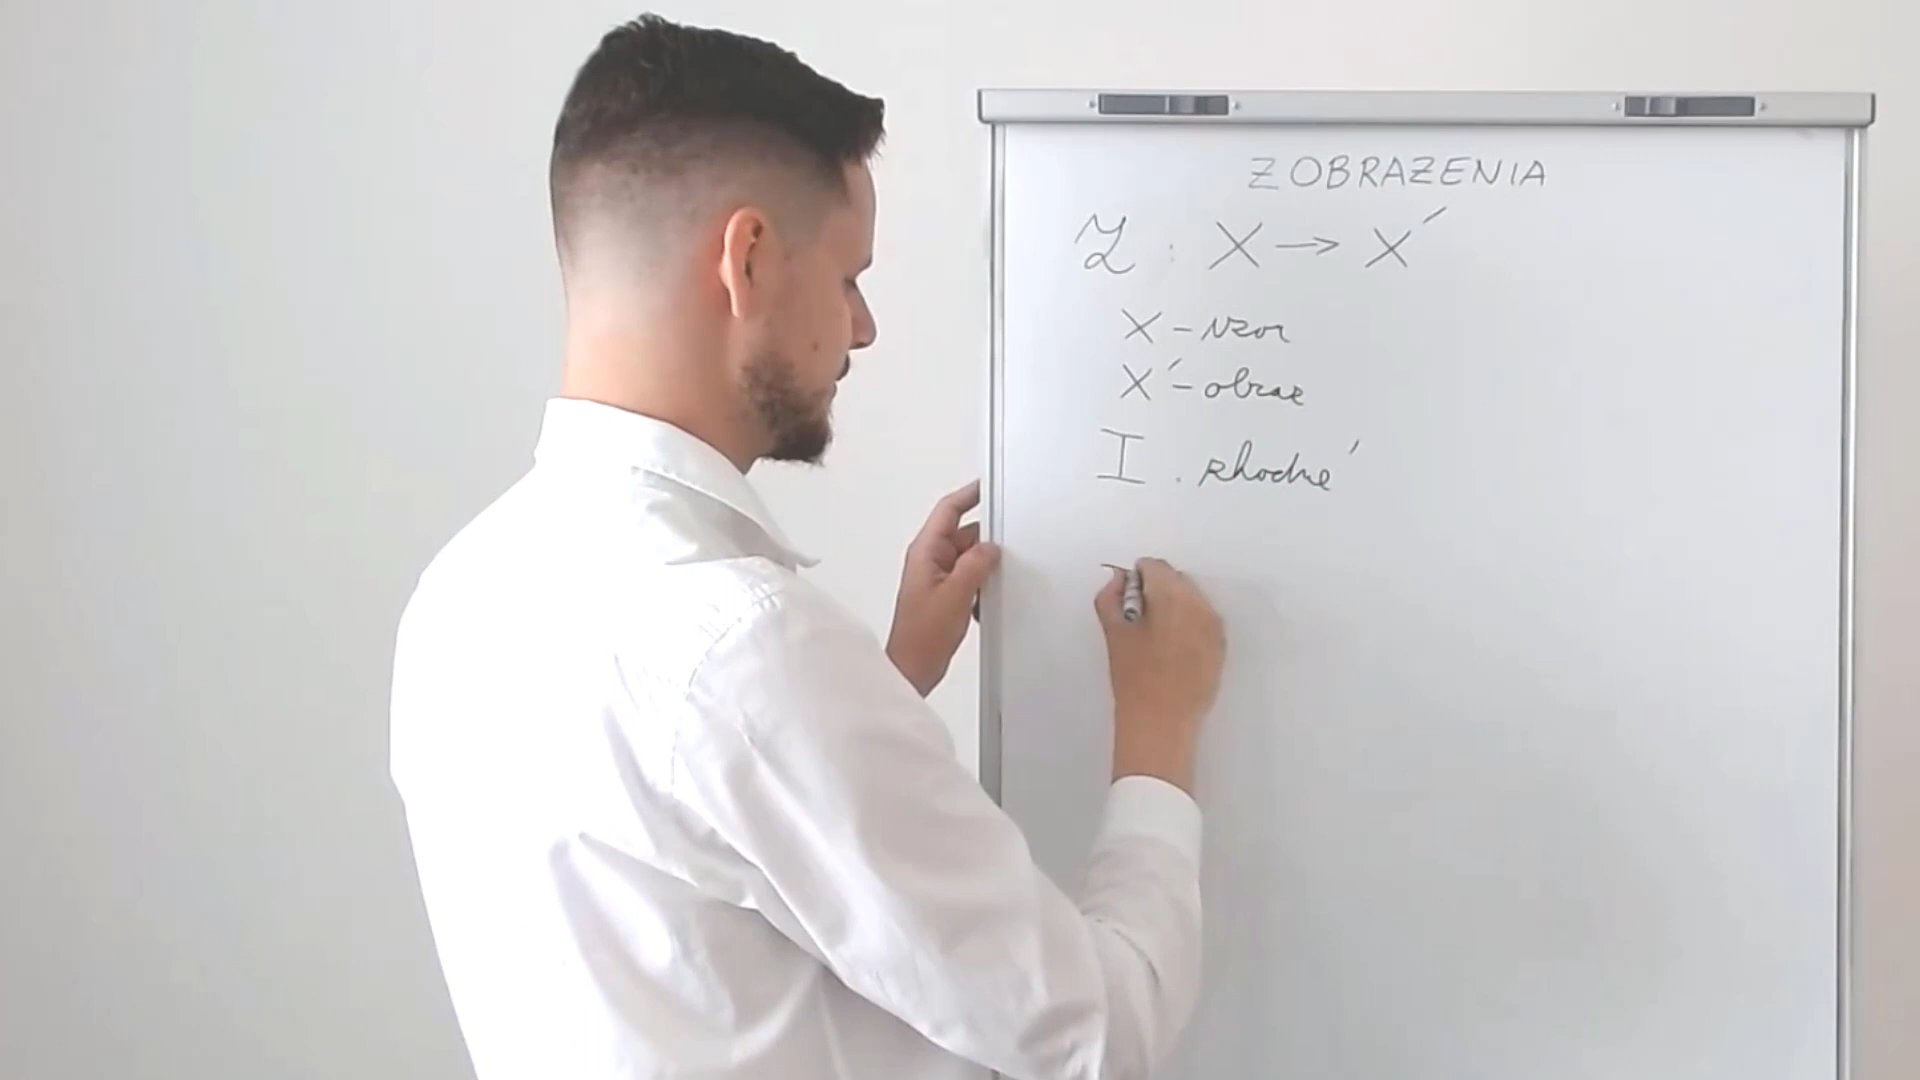 ZOBRAZENIA
Z : X → X´
X - vzor
X´- obraz
I. zhodné